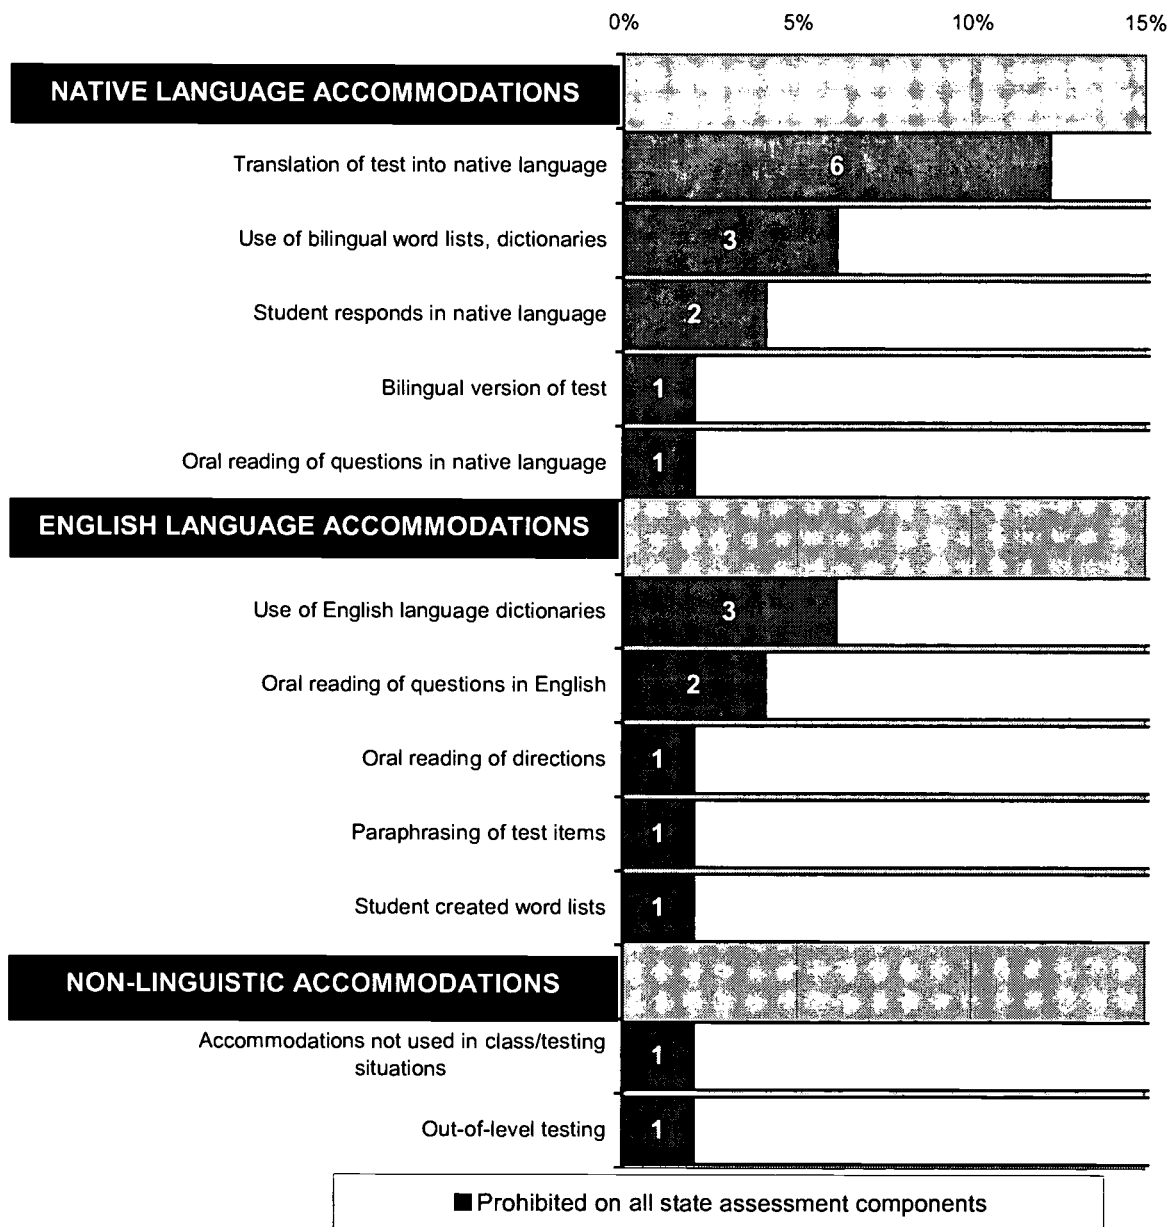 0% 5% 10% 15%
NATIVE LANGUAGE ACCOMMODATIONS
Translation of test into native language 6
Use of bilingual word lists, dictionaries 3
Student responds in native language 2
Bilingual version of test 1
Oral reading of questions in native language 1
ENGLISH LANGUAGE ACCOMMODATIONS
Use of English language dictionaries 3
Oral reading of questions in English 2
Oral reading of directions 1
Paraphrasing of test items 1
Student created word lists 1
NON-LINGUISTIC ACCOMMODATIONS
Accommodations not used in class/testing
situations 1
Out-of-level testing 1
Prohibited on all state assessment components